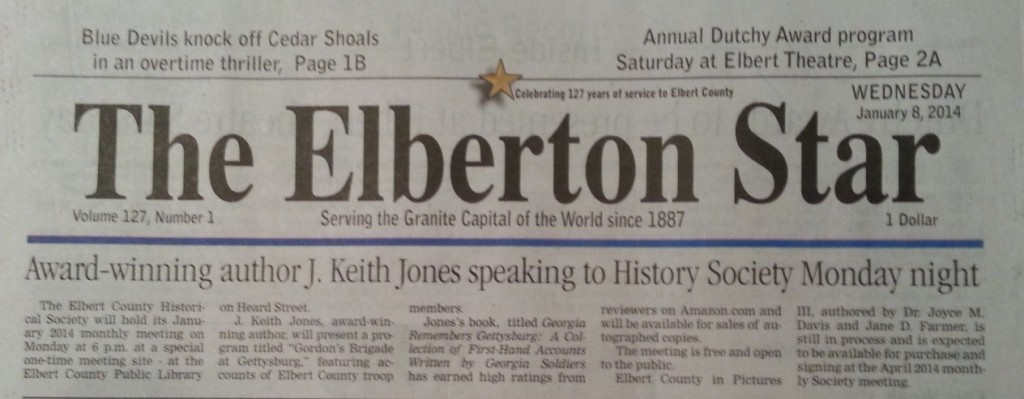 Blue Devils knock off Cedar Shoals
in an overtime thriller, Page 1B
Annual Dutchy Award program
Saturday at Elbert Theatre, Page 2A
Celebrating 127 years of service to Elbert County
WEDNESDAY
January 8, 2014
The Elberton Star
Volume 127, Number 1
Serving the Granite Capital of the World since 1887
1 Dollar
Award-winning author J. Keith Jones speaking to History Society Monday night
The Elbert County Histori-
cal Society will hold its Janu-
ary 2014 monthly meeting on
Monday at 6 p.m. at a special
one-time meeting site - at the
Elbert County Public Library
on Heard Street.
J. Keith Jones, award-win-
ning author, will present a pro-
gram titled "Gordon's Brigade
at Gettysburg," featuring ac-
counts of Elbert County troop
members.
Jones's book, titled Georgia
Remembers Gettysburg: A Col-
lection of First-Hand Accounts
Written by Georgia Soldiers
has earned high ratings from
reviewers on Amazon.com and
will be available for sales of au-
tographed copies.
The meeting is free and open
to the public.
Elbert County in Pictures
III, authored by Dr. Joyce M.
Davis and Jane D. Farmer, is
still in process and is expected
to be available for purchase and
signing at the April 2014 month-
ly Society meeting.